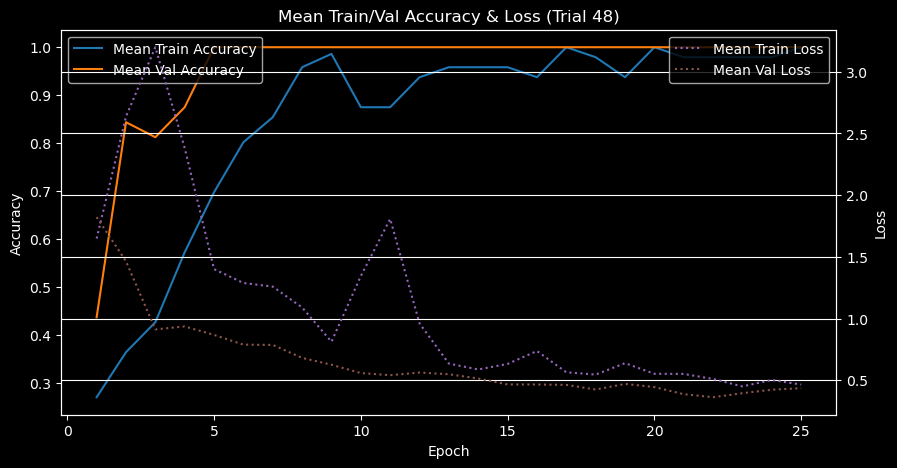 Mean Train/Val Accuracy & Loss (Trial 48)
Mean Train Accuracy
Mean Val Accuracy
Mean Train Loss
Mean Val Loss
1.0
0.9
0.8
0.7
0.6
0.5
0.4
0.3
Accuracy
3.0
2.5
2.0
1.5
1.0
0.5
Loss
0
5
10
15
20
25
Epoch